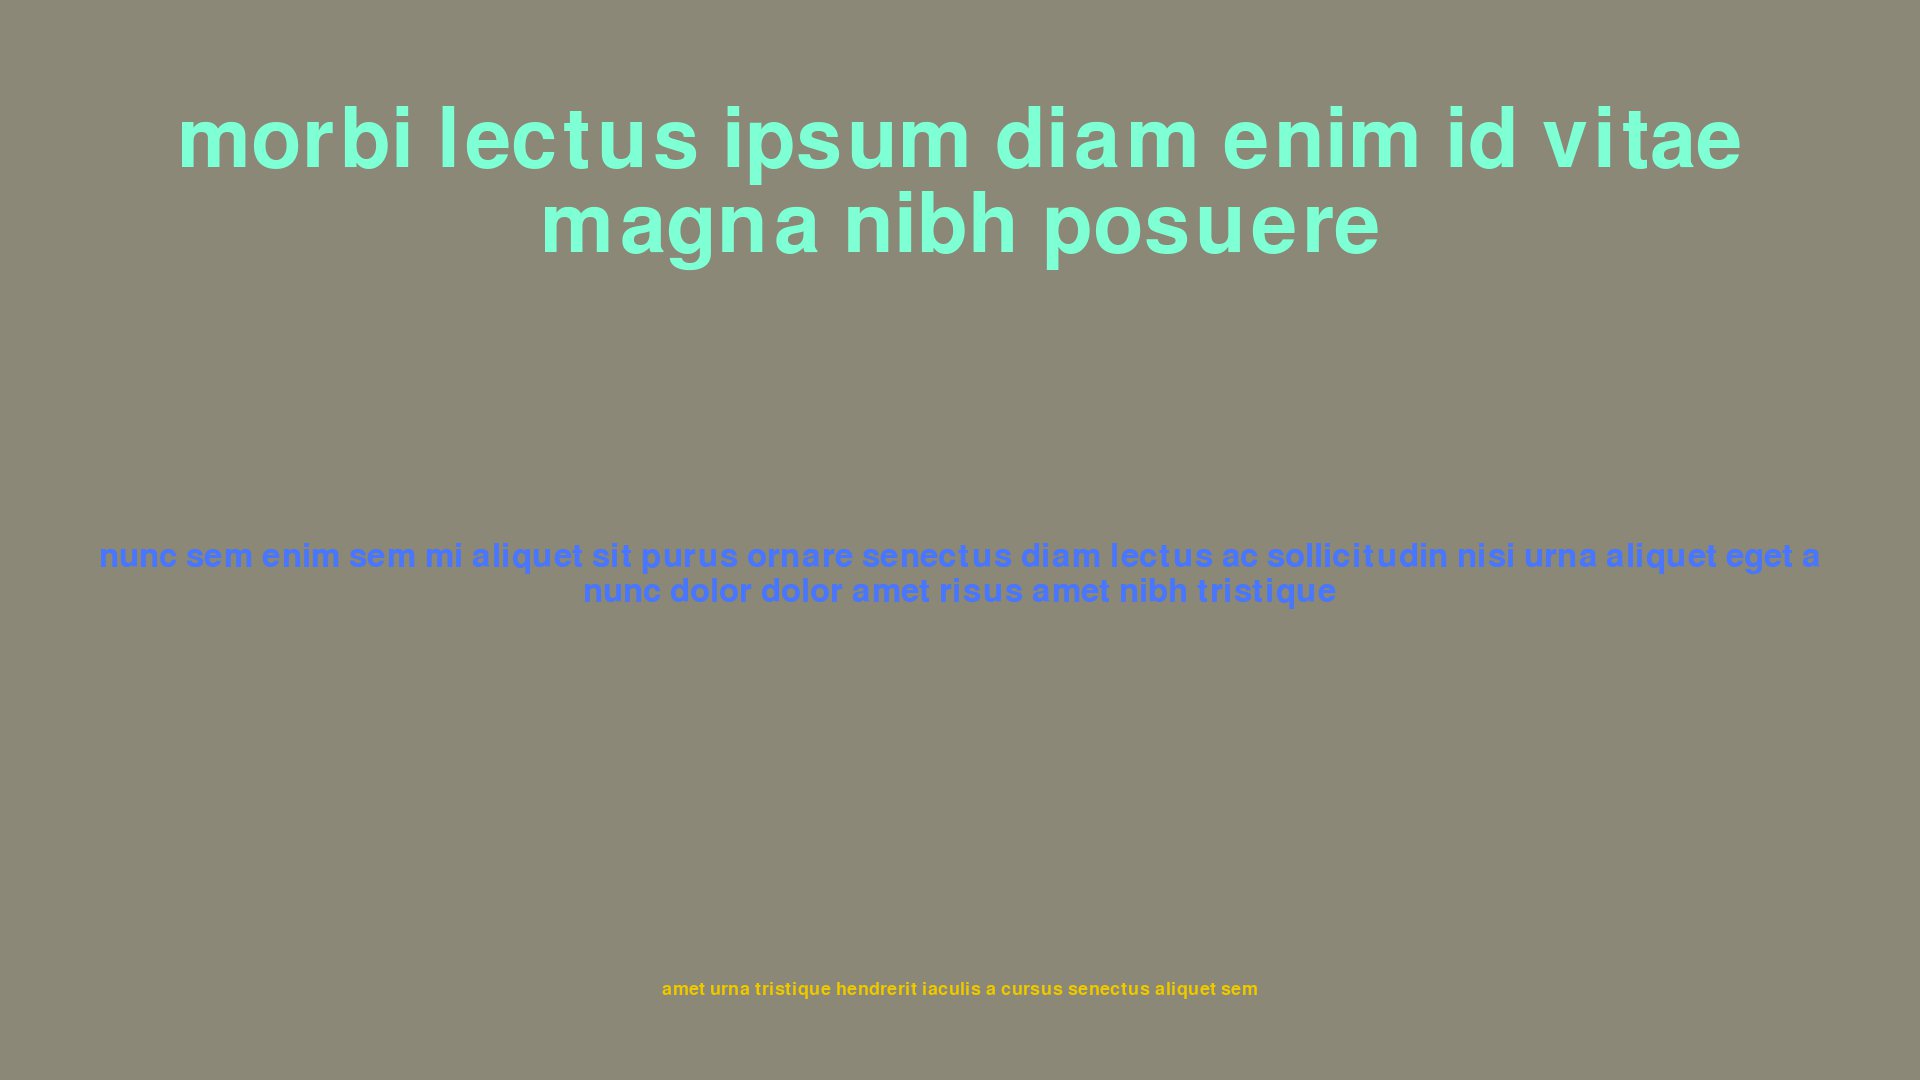 morbi lectus ipsum diam enim id vitae
magna nibh posuere
nunc sem enim sem mi aliquet sit purus ornare senectus diam lectus ac sollicitudin nisi urna aliquet eget a
nunc dolor dolor amet risus amet nibh tristique
amet urna tristique hendrerit iaculis a cursus senectus aliquet sem